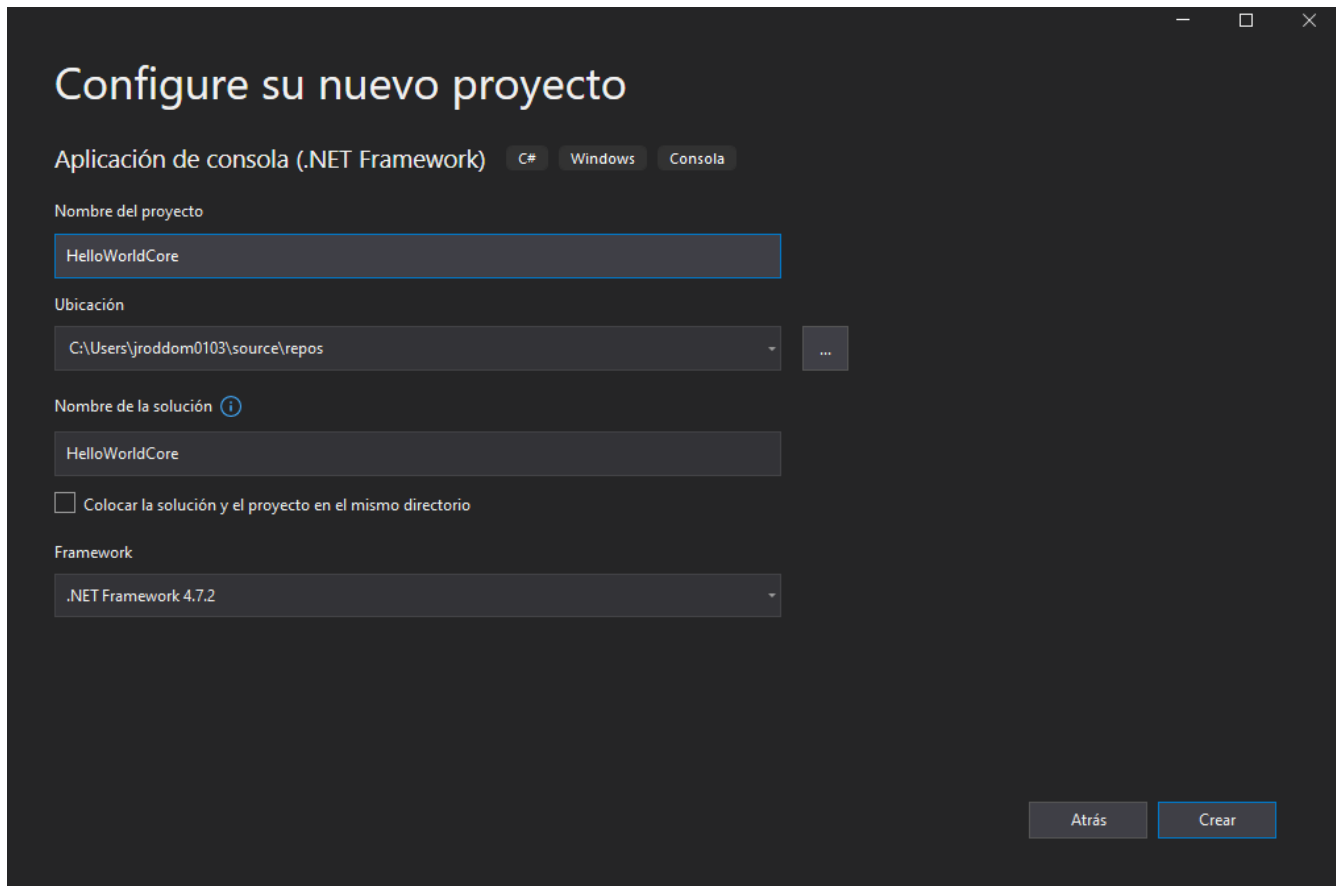 Configure su nuevo proyecto
Aplicación de consola (.NET Framework) C# Windows Consola
Nombre del proyecto
HelloWorldCore
Ubicación
C:\Users\jroddom0103\source\repos
...
Nombre de la solución
HelloWorldCore
Colocar la solución y el proyecto en el mismo directorio
Framework
.NET Framework 4.7.2
Atrás Crear